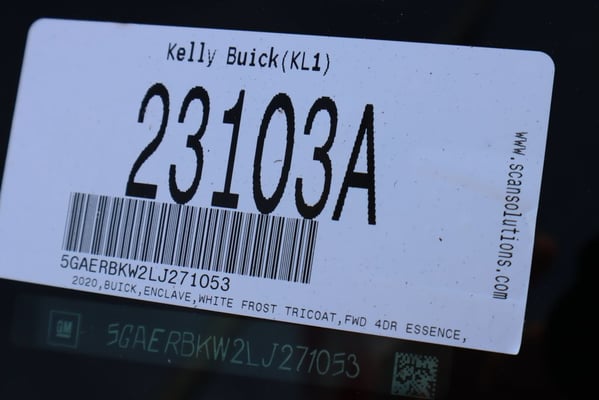 Kelly Buick(KL1)
23103A
www.scansolutions.com
5GAERBKW2LJ271053
2020,BUICK,ENCLAVE,WHITE FROST TRICOAT,FWD 4DR ESSENCE,
GM
5GAERBKW2LJ271053